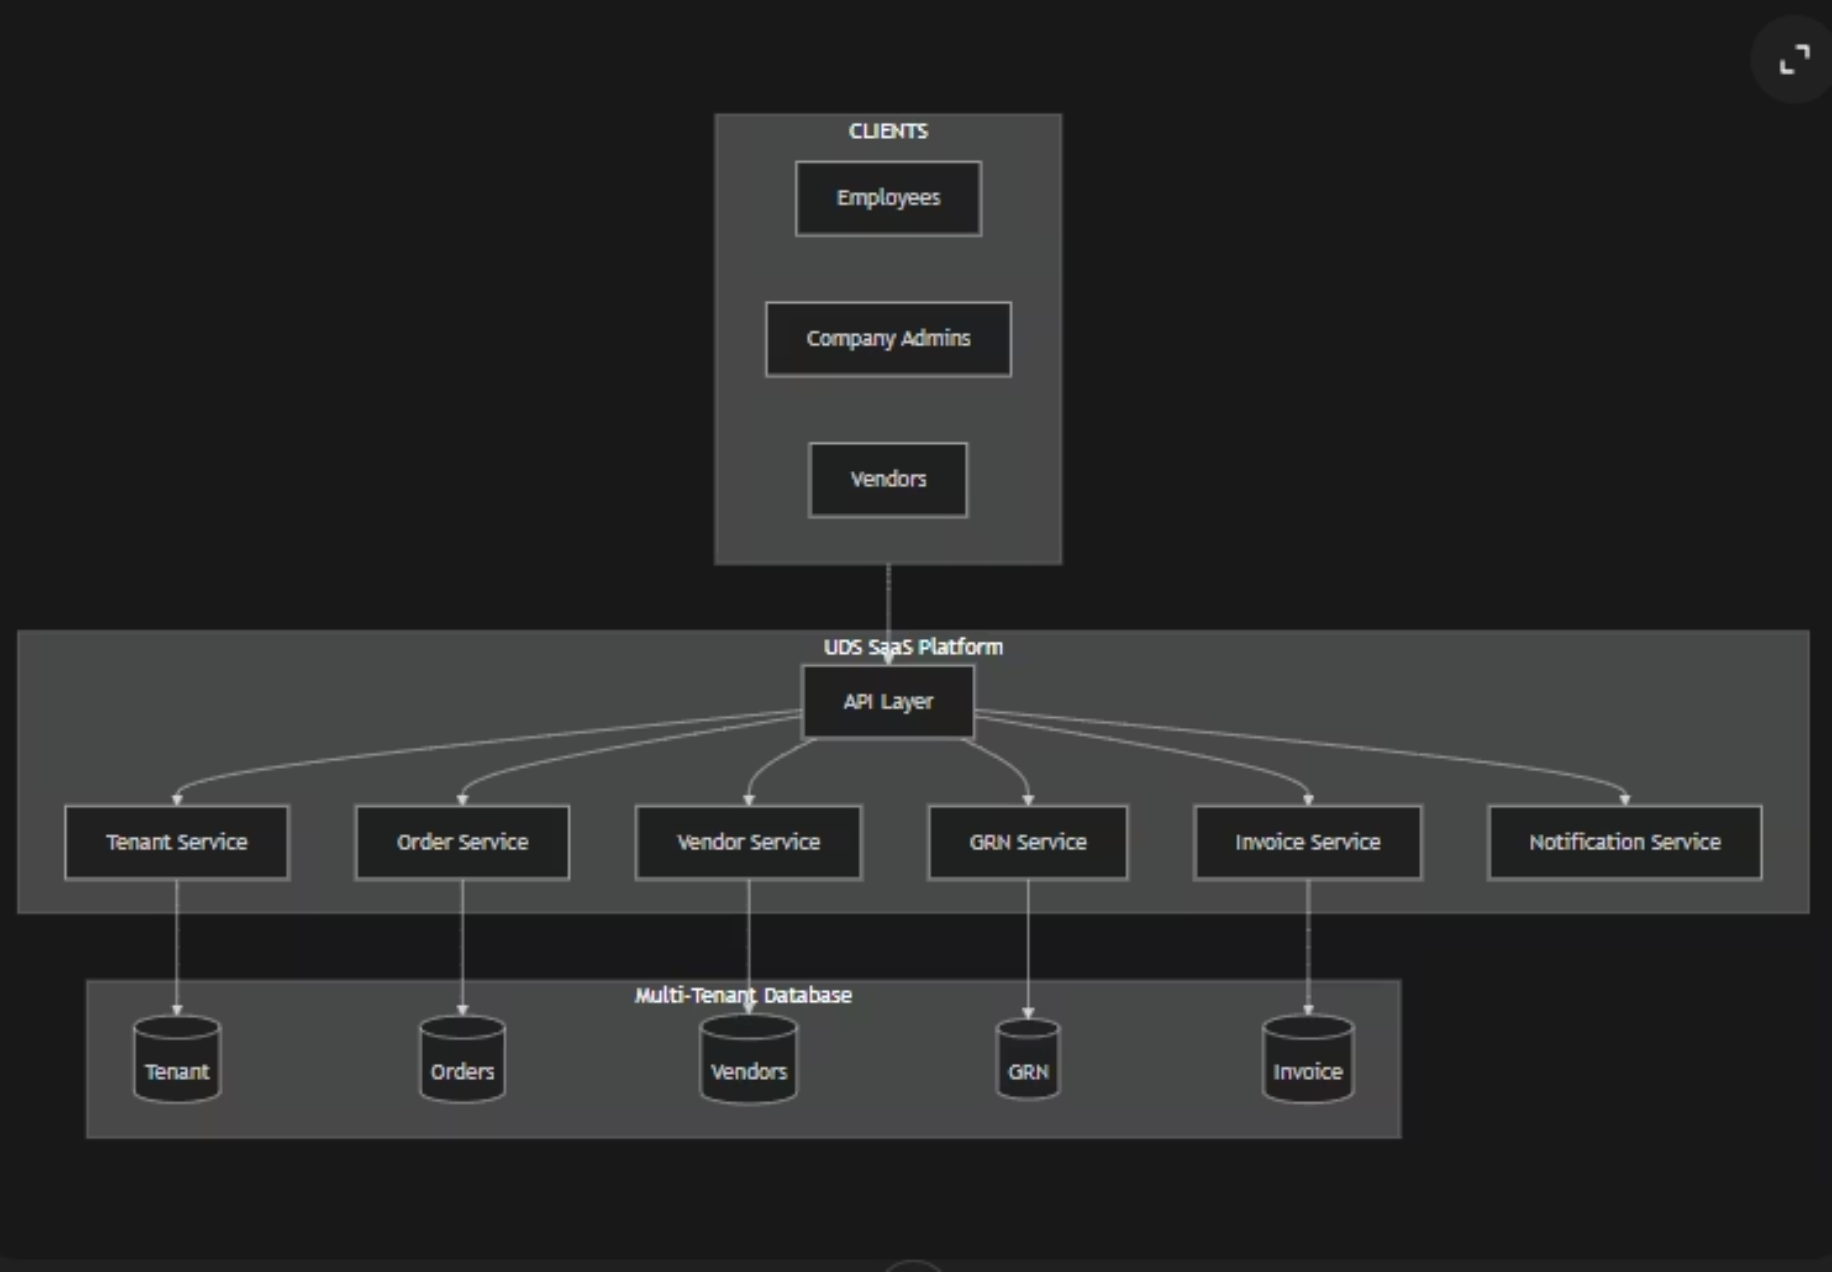 CLIENTS
Employees
Company Admins
Vendors
UDS SaaS Platform
API Layer
Tenant Service
Order Service
Vendor Service
GRN Service
Invoice Service
Notification Service
Multi-Tenant Database
Tenant
Orders
Vendors
GRN
Invoice